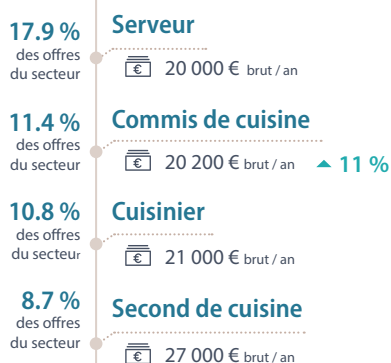 17.9 %
des offres
du secteur
Serveur
€ 20 000 € brut / an
11.4 %
des offres
du secteur
Commis de cuisine
€ 20 200 € brut / an 11 %
10.8 %
des offres
du secteur
Cuisinier
€ 21 000 € brut / an
8.7 %
des offres
du secteur
Second de cuisine
€ 27 000 € brut / an